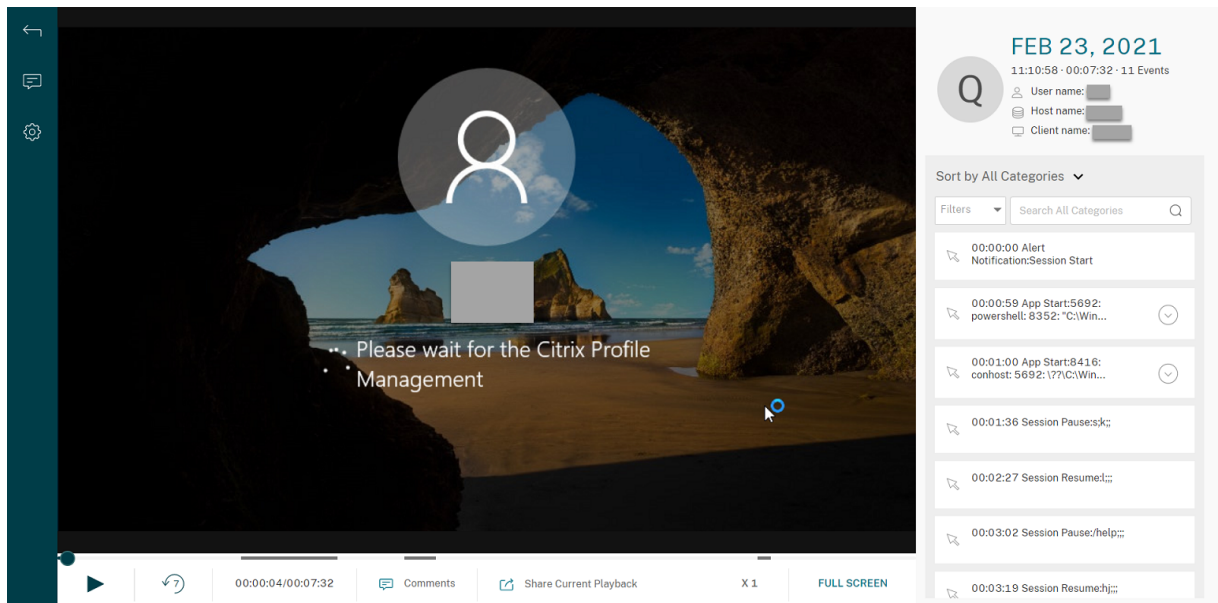 Please wait for the Citrix Profile
Management
7
00:00:04/00:07:32
Comments
Share Current Playback
X 1
FULL SCREEN
Q
FEB 23, 2021
11:10:58 · 00:07:32 · 11 Events
User name:
Host name:
Client name:
Sort by All Categories
Filters
Search All Categories
00:00:00 Alert
Notification:Session Start
00:00:59 App Start:5692:
powershell: 8352: "C:\Win...
00:01:00 App Start:8416:
conhost: 5692: \??\C:\Win...
00:01:36 Session Pause:s;k;;
00:02:27 Session Resume:l;;;
00:03:02 Session Pause:/help;;;
00:03:19 Session Resume:hj;;;